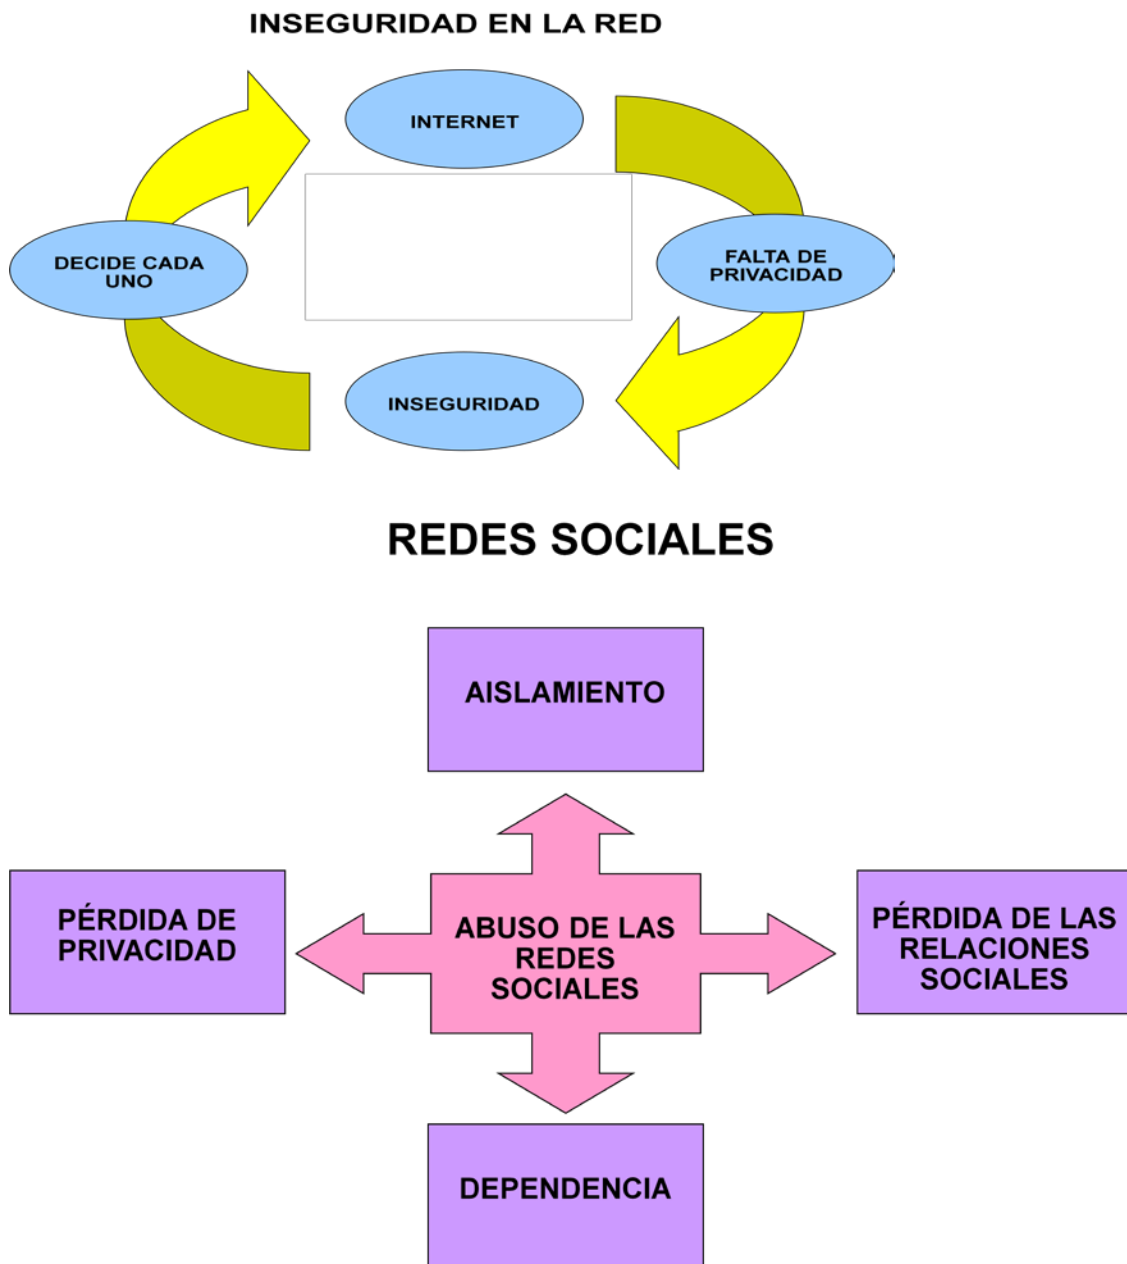 INSEGURIDAD EN LA RED
INTERNET
DECIDE CADA
UNO
FALTA DE
PRIVACIDAD
INSEGURIDAD
REDES SOCIALES
AISLAMIENTO
PÉRDIDA DE
PRIVACIDAD
ABUSO DE LAS
REDES
SOCIALES
PÉRDIDA DE LAS
RELACIONES
SOCIALES
DEPENDENCIA